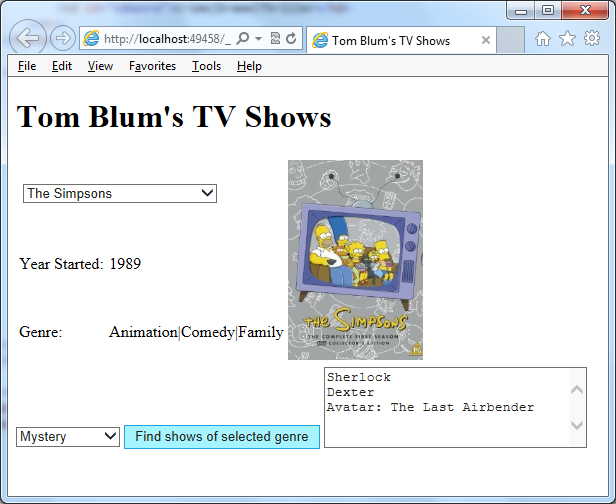 http://localhost:49458/_
Tom Blum's TV Shows
File Edit View Favorites Tools Help
Tom Blum's TV Shows
The Simpsons
Year Started: 1989
Genre: Animation|Comedy|Family
the Simpsons
THE COMPLETE FIRST SEASON
DVD COLLECTOR'S EDITION
PG
Sherlock
Dexter
Avatar: The Last Airbender
Mystery
Find shows of selected genre